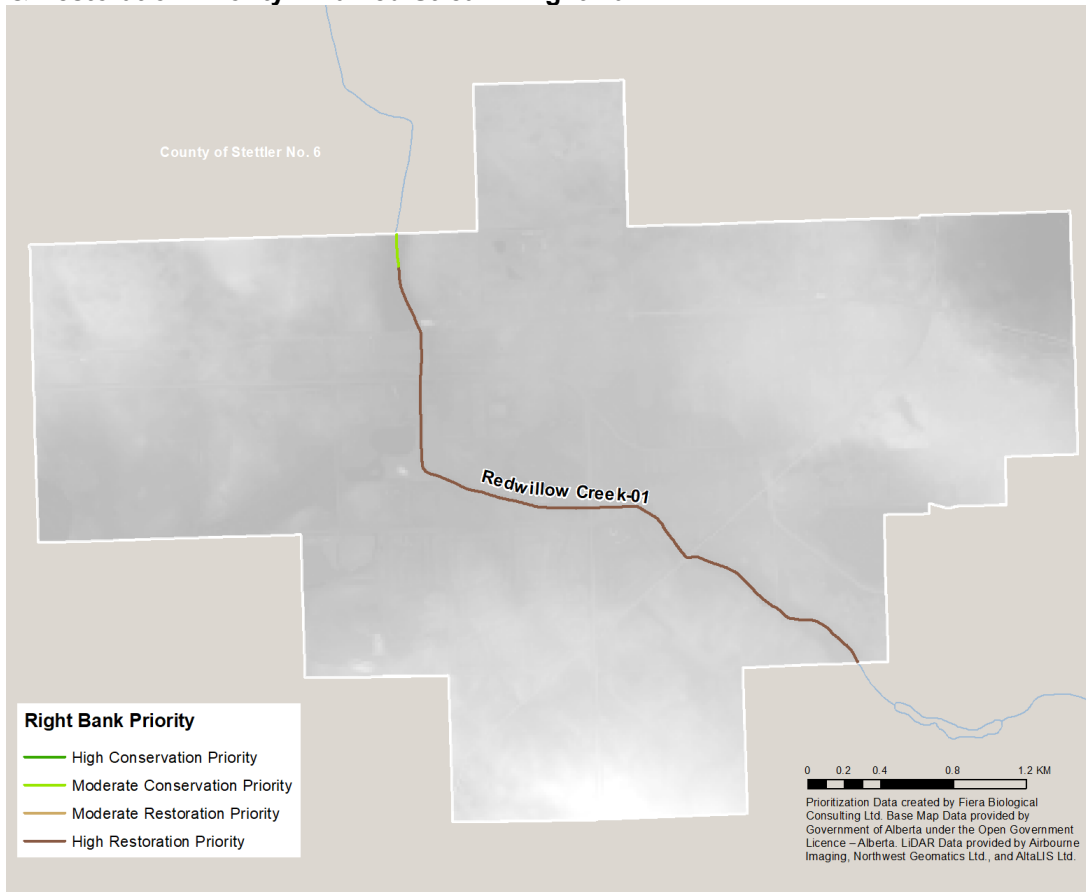 County of Stettler No. 6
Redwillow Creek-01
Right Bank Priority
High Conservation Priority
Moderate Conservation Priority
Moderate Restoration Priority
High Restoration Priority
0 0.2 0.4 0.8 1.2 KM
Prioritization Data created by Fiera Biological
Consulting Ltd. Base Map Data provided by
Government of Alberta under the Open Government
Licence – Alberta. LiDAR Data provided by Airbourne
Imaging, Northwest Geomatics Ltd., and AltaLIS Ltd.